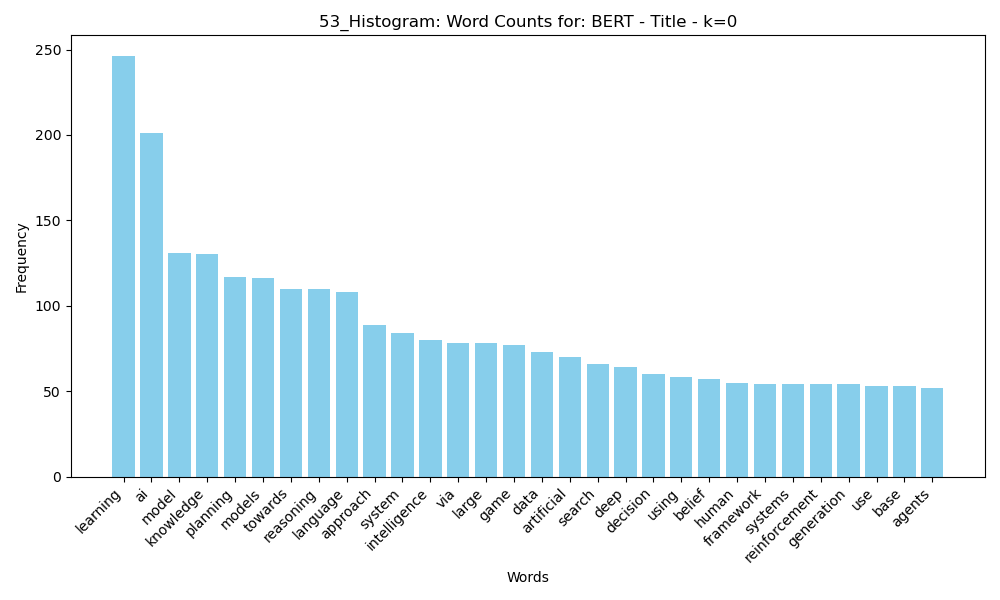 53_Histogram: Word Counts for: BERT - Title - k=0
Frequency
250
200
150
100
50
0
learning
ai
model
knowledge
planning
models
towards
reasoning
language
approach
system
intelligence
via
large
game
data
artificial
search
deep
decision
using
belief
human
framework
systems
reinforcement
generation
use
base
agents
Words